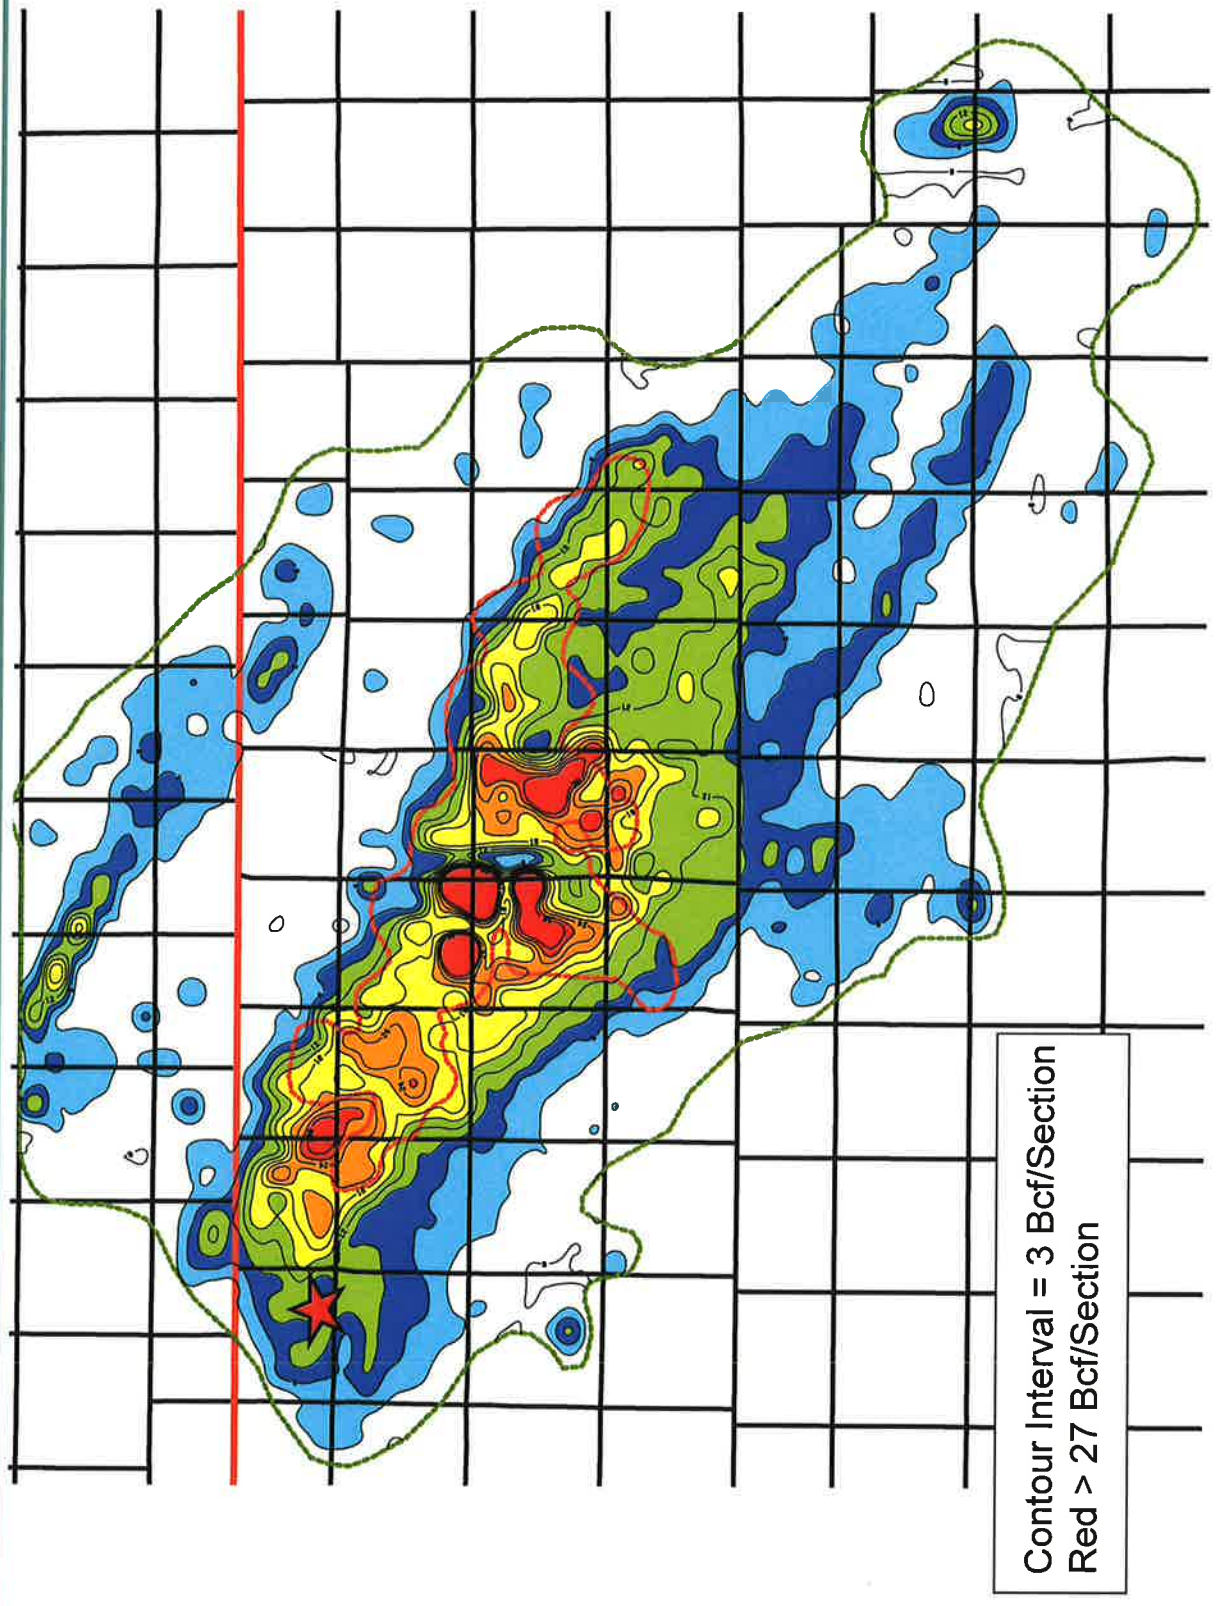 Contour Interval = 3 Bcf/Section
Red > 27 Bcf/Section